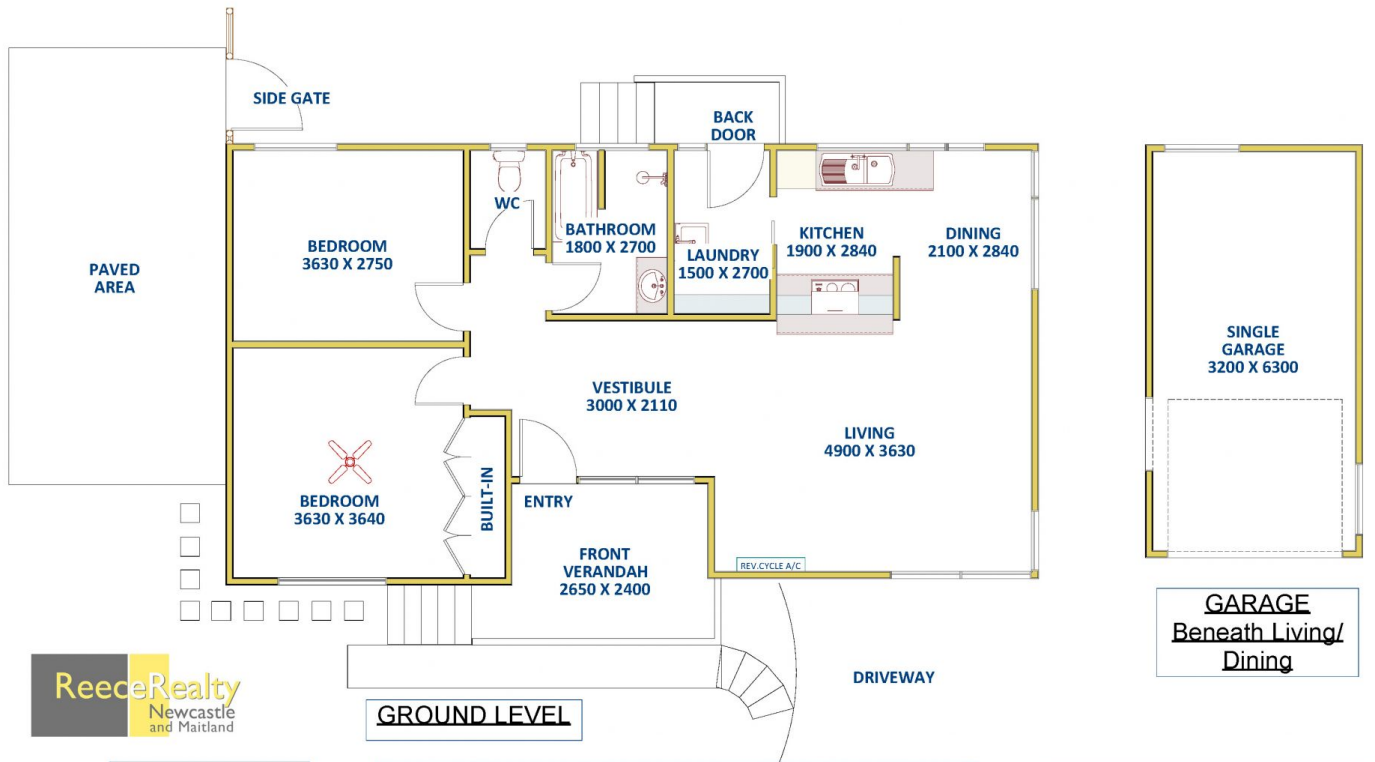 SIDE GATE
BACK
DOOR
WC
BATHROOM
1800 X 2700
BEDROOM
3630 X 2750
LAUNDRY
1500 X 2700
KITCHEN
1900 X 2840
DINING
2100 X 2840
PAVED
AREA
SINGLE
GARAGE
3200 X 6300
VESTIBULE
3000 X 2110
LIVING
4900 X 3630
BEDROOM
3630 X 3640
BUILT-IN
ENTRY
FRONT
VERANDAH
2650 X 2400
REV.CYCLE A/C
GARAGE
Beneath Living/
Dining
DRIVEWAY
ReeceRealty
Newcastle
and Maitland
GROUND LEVEL